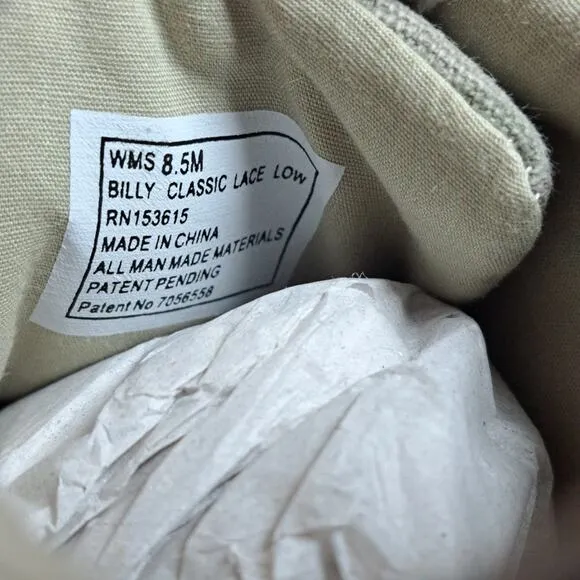 WMS 8.5M
BILLY CLASSIC LACE LOW
RN153615
MADE IN CHINA
ALL MAN MADE MATERIALS
PATENT PENDING
Patent No 7056558